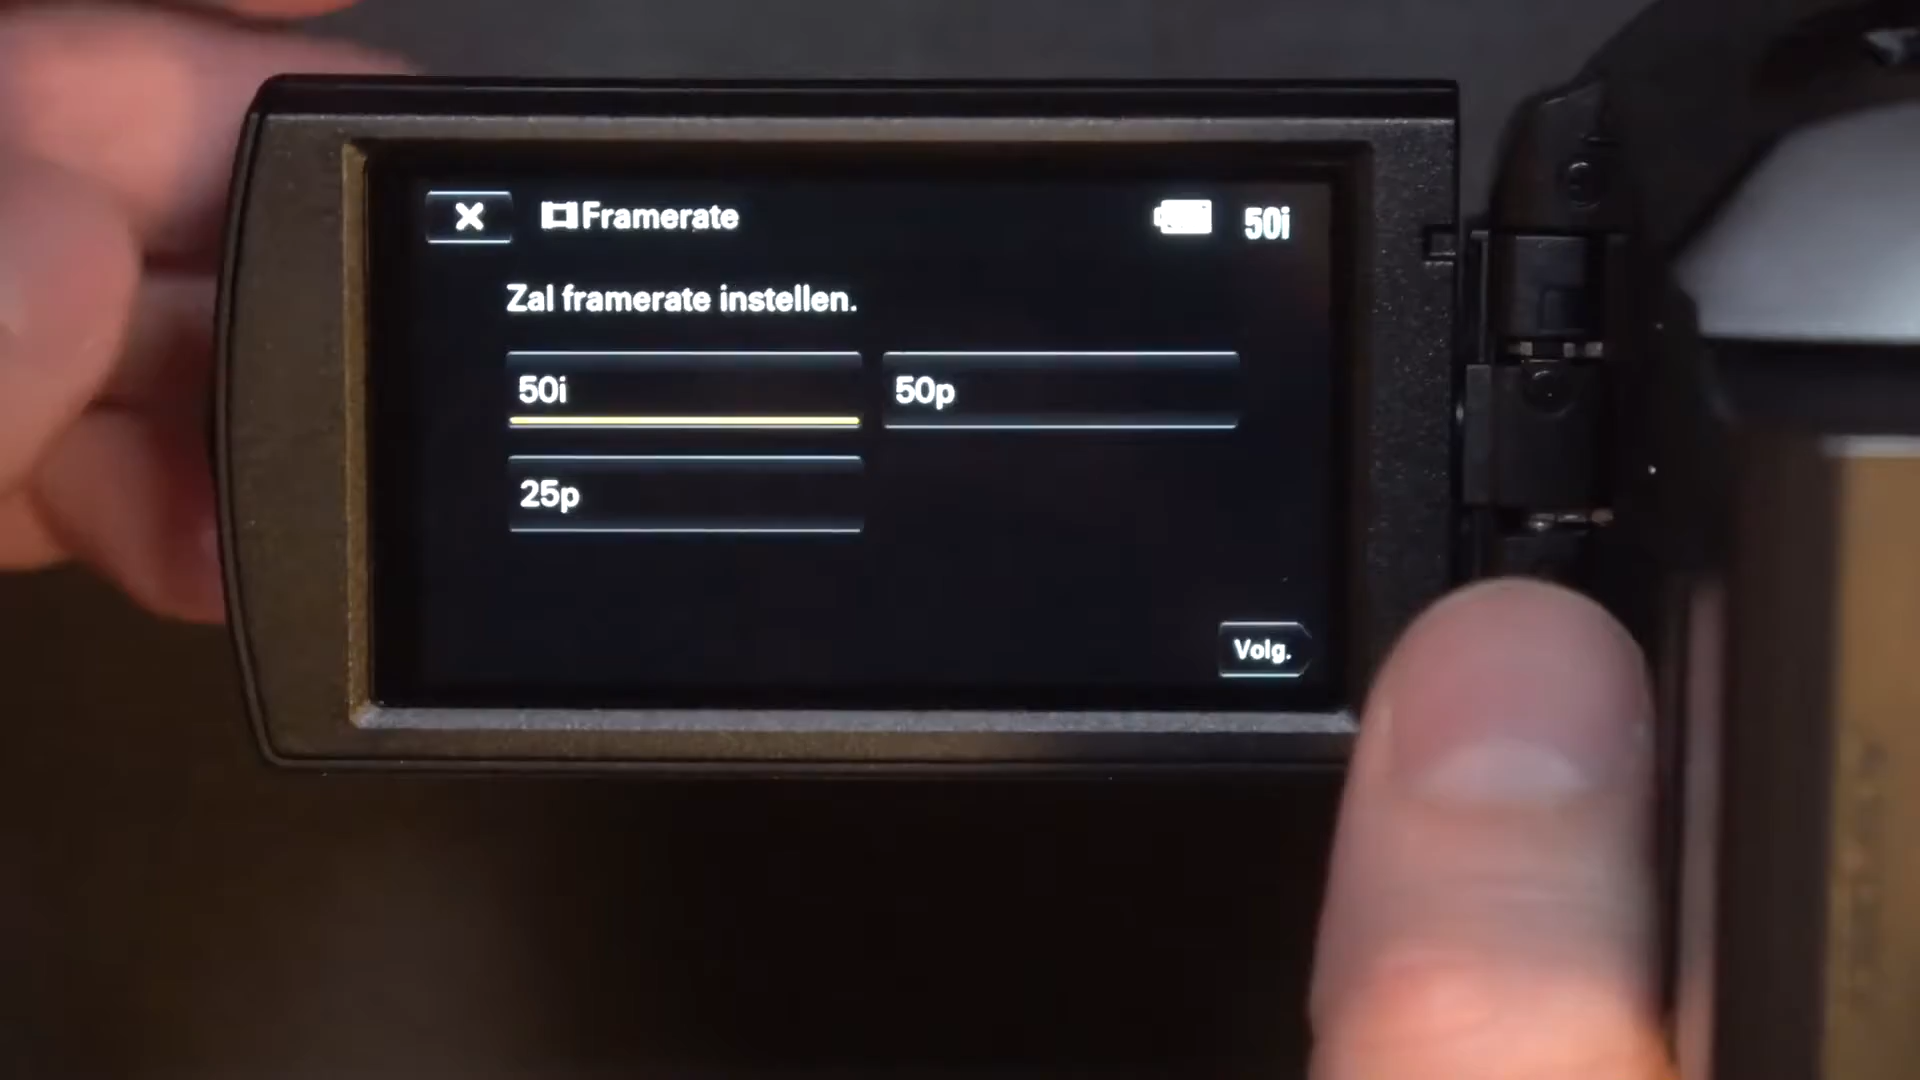 Framerate
50i
Zal framerate instellen.
50i
50p
25p
Volg.